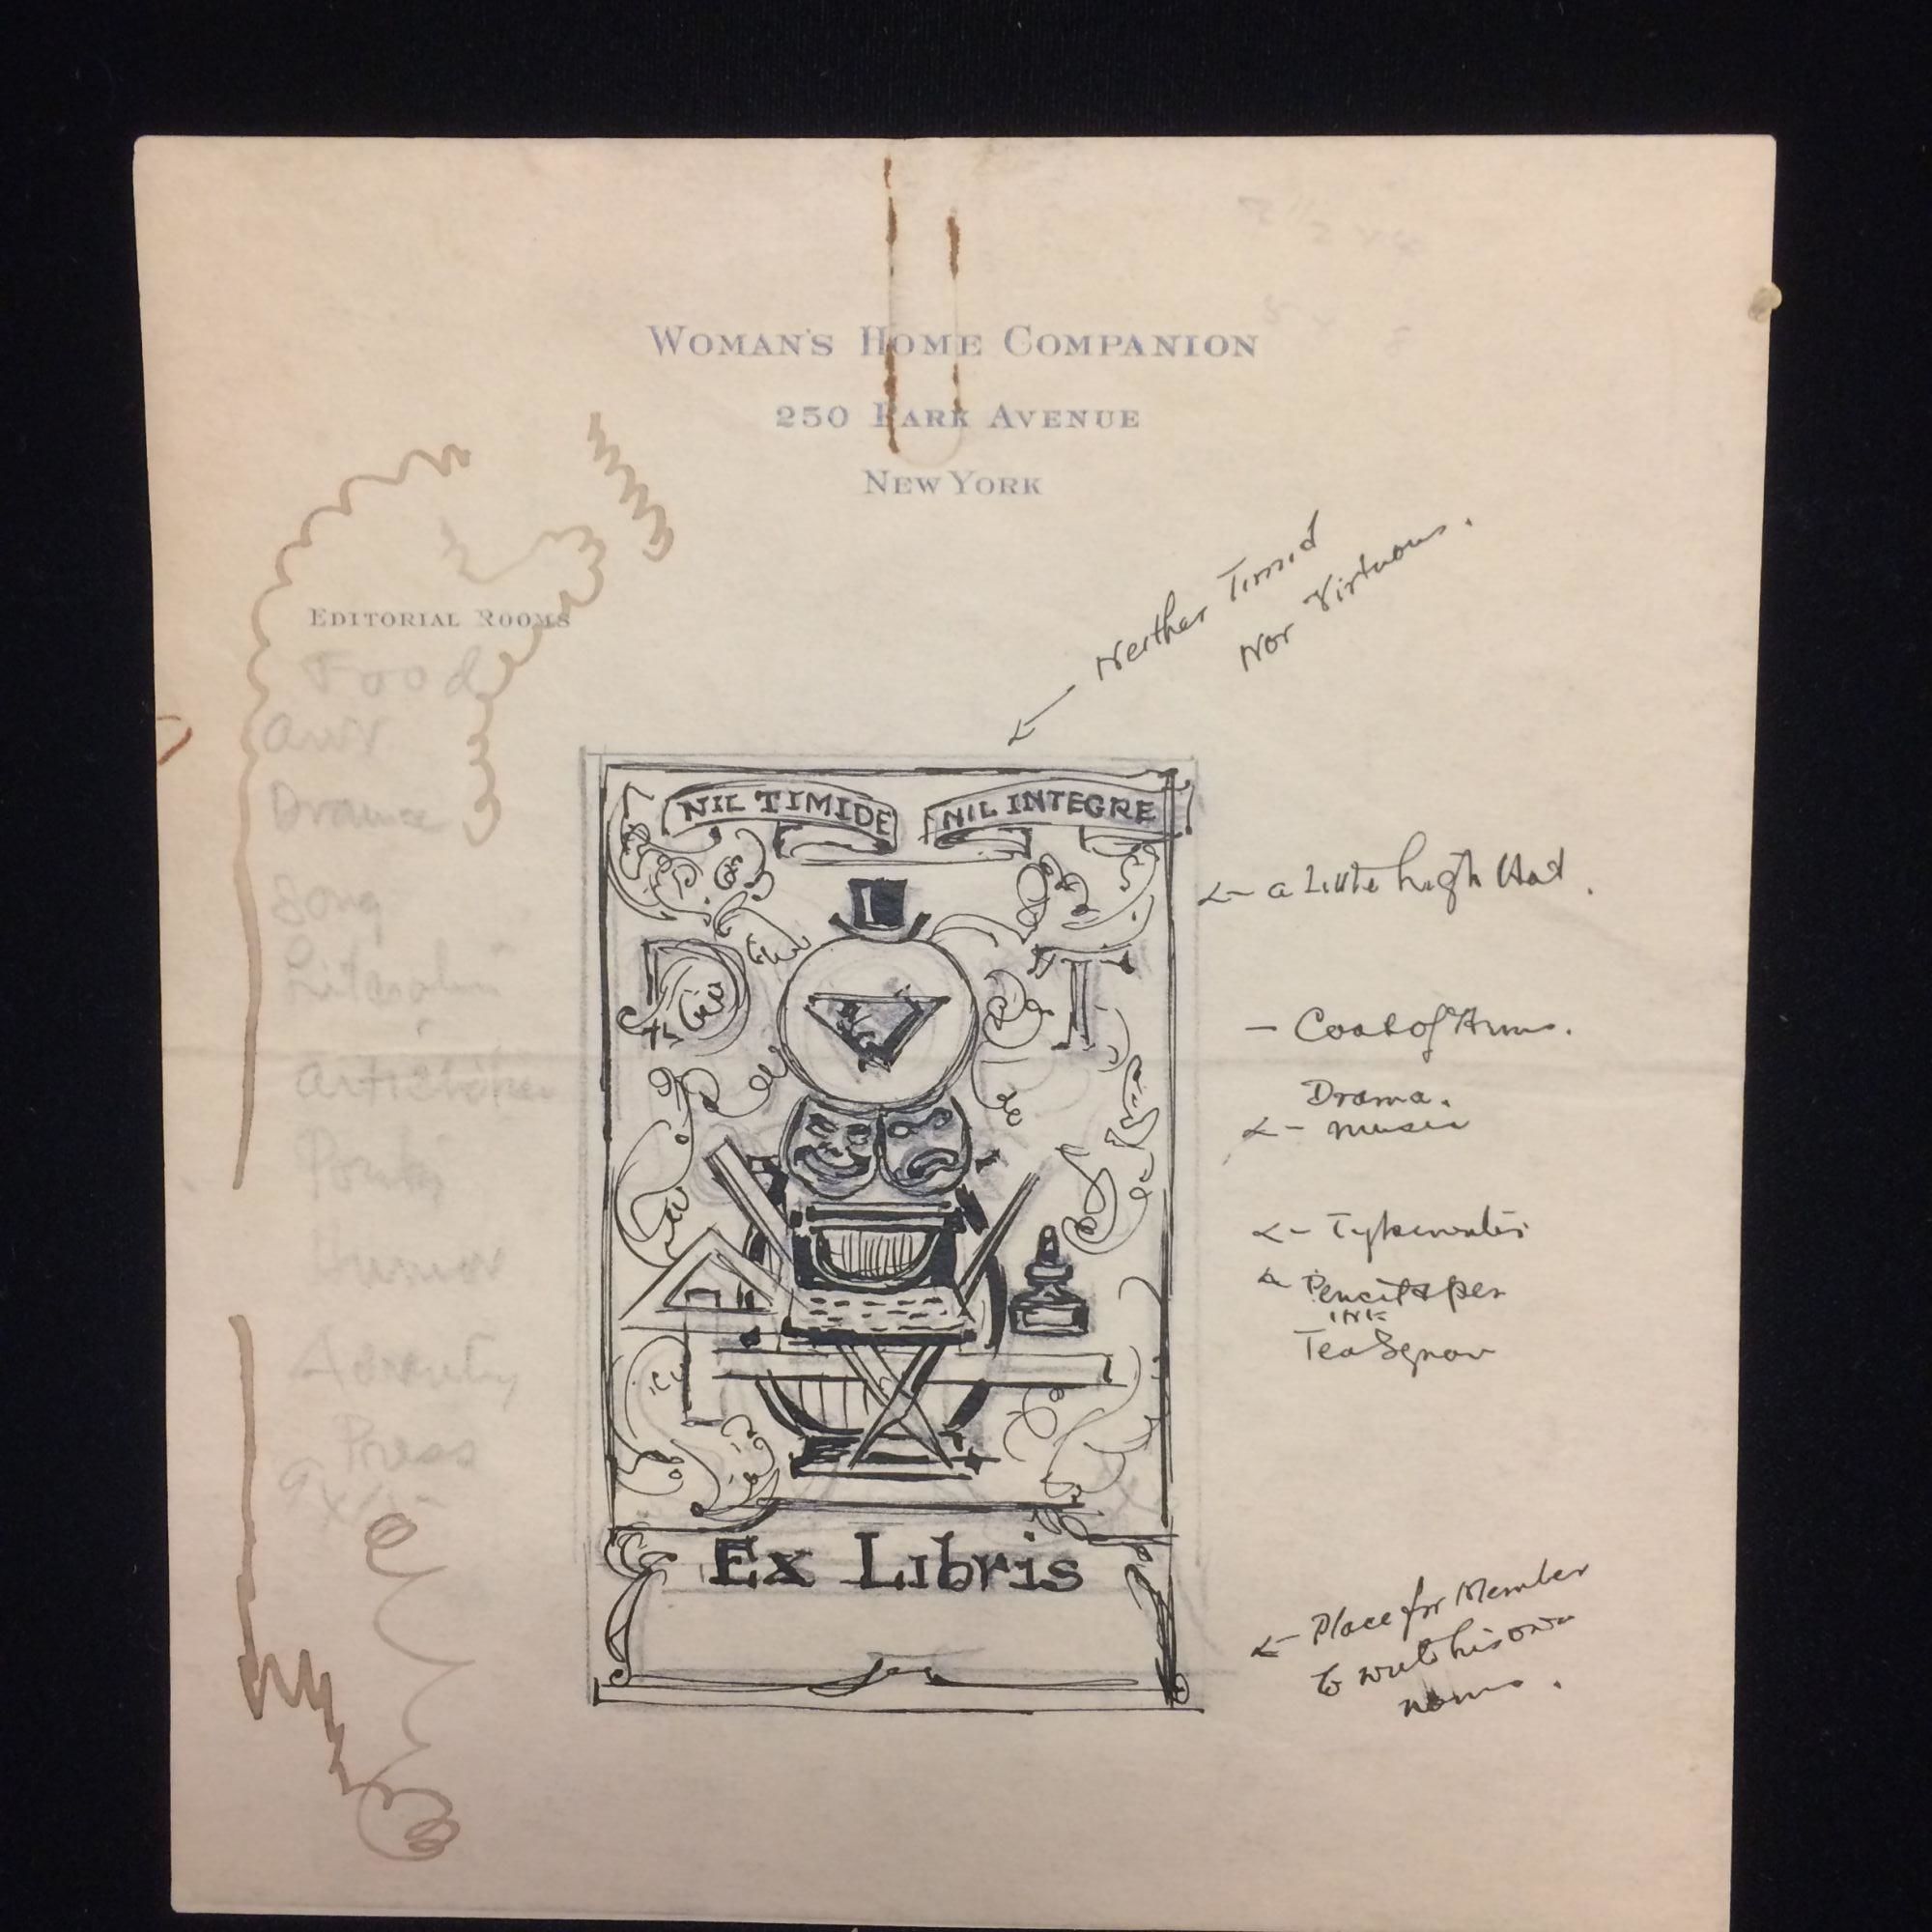 WOMAN'S HOME COMPANION
250 PARK AVENUE
NEW YORK
EDITORIAL ROOMS
Food
Drama
Song
Humor
Press
Neither Timid
Nor Virtuous.
NIL TIMIDE NIL INTEGRE
a Little high Hat.
Coat of Arms.
Drama.
music
Typewriter
Pencil & pen
INK
Tea Squar
Ex Libris
Place for Member
to write his own
name.